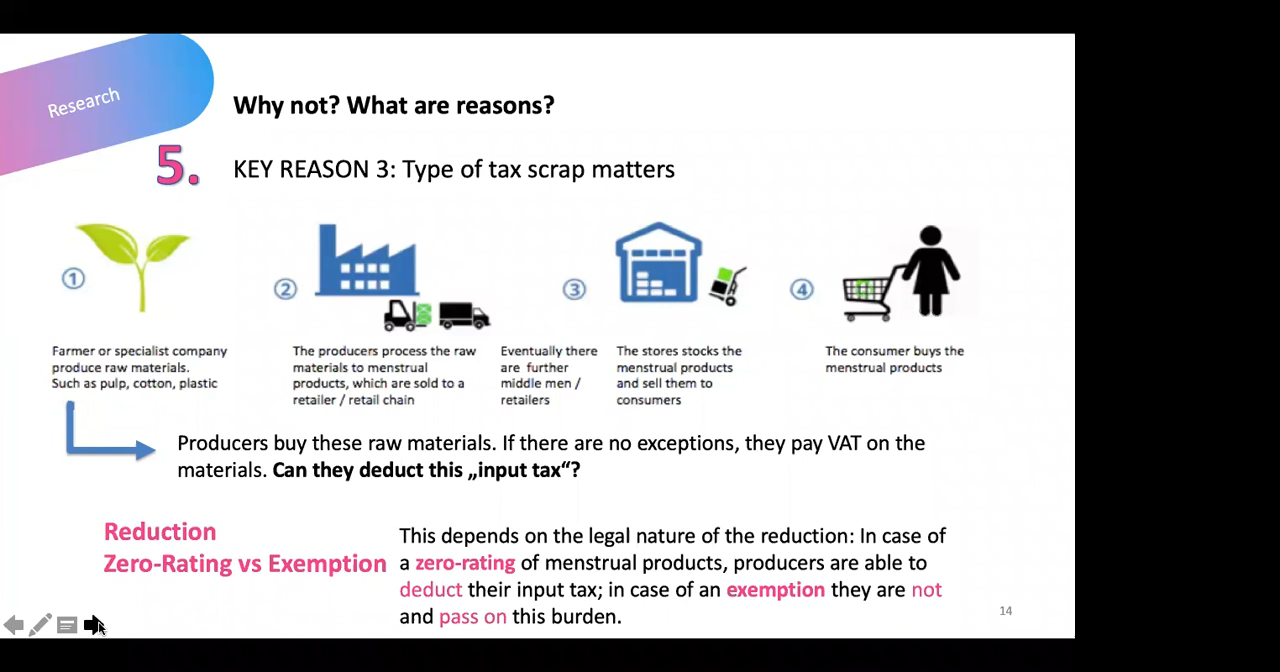 Research
Why not? What are reasons?
5.
KEY REASON 3: Type of tax scrap matters
①
②
③
④
Farmer or specialist company
produce raw materials.
Such as pulp, cotton, plastic
The producers process the raw
materials to menstrual
products, which are sold to a
retailer / retail chain
Eventually there
are further
middle men /
retailers
The stores stocks the
menstrual products
and sell them to
consumers
The consumer buys the
menstrual products
Producers buy these raw materials. If there are no exceptions, they pay VAT on the
materials. Can they deduct this „input tax“?
Reduction
Zero-Rating vs Exemption
This depends on the legal nature of the reduction: In case of
a zero-rating of menstrual products, producers are able to
deduct their input tax; in case of an exemption they are not
and pass on this burden.
14